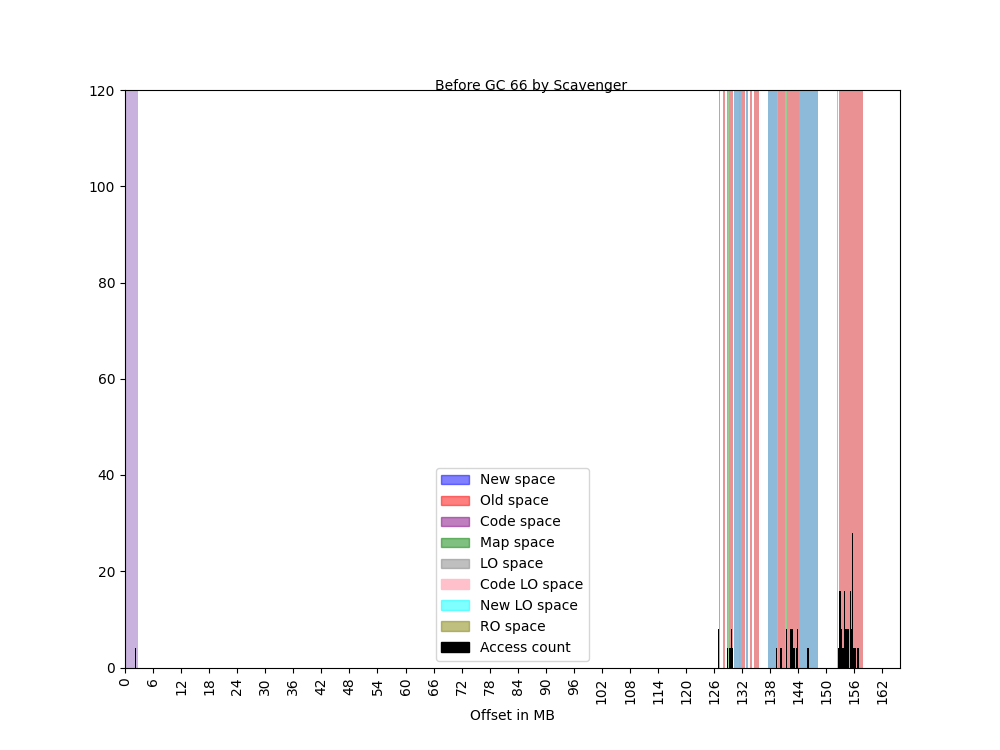 Before GC 66 by Scavenger
120
100
80
60
40
20
0
New space
Old space
Code space
Map space
LO space
Code LO space
New LO space
RO space
Access count
0 6 12 18 24 30 36 42 48 54 60 66 72 78 84 90 96 102 108 114 120 126 132 138 144 150 156 162
Offset in MB